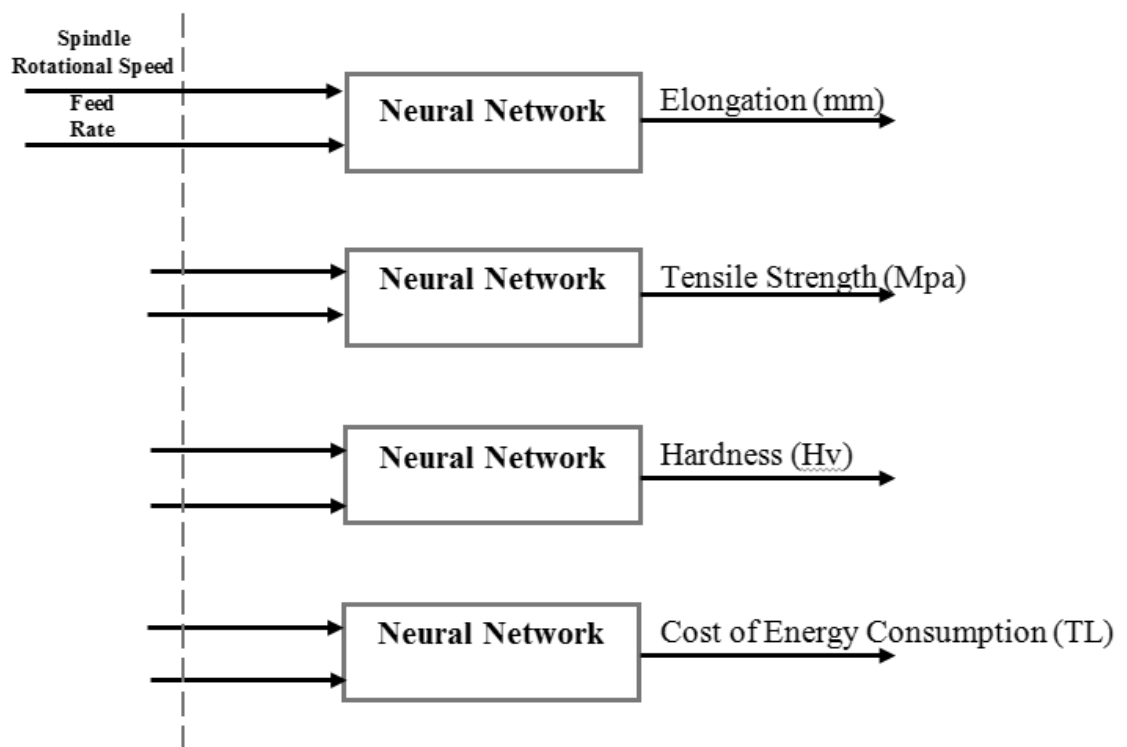 Spindle
Rotational Speed
Feed
Rate
Neural Network
Elongation (mm)
Neural Network
Tensile Strength (Mpa)
Neural Network
Hardness (Hv)
Neural Network
Cost of Energy Consumption (TL)